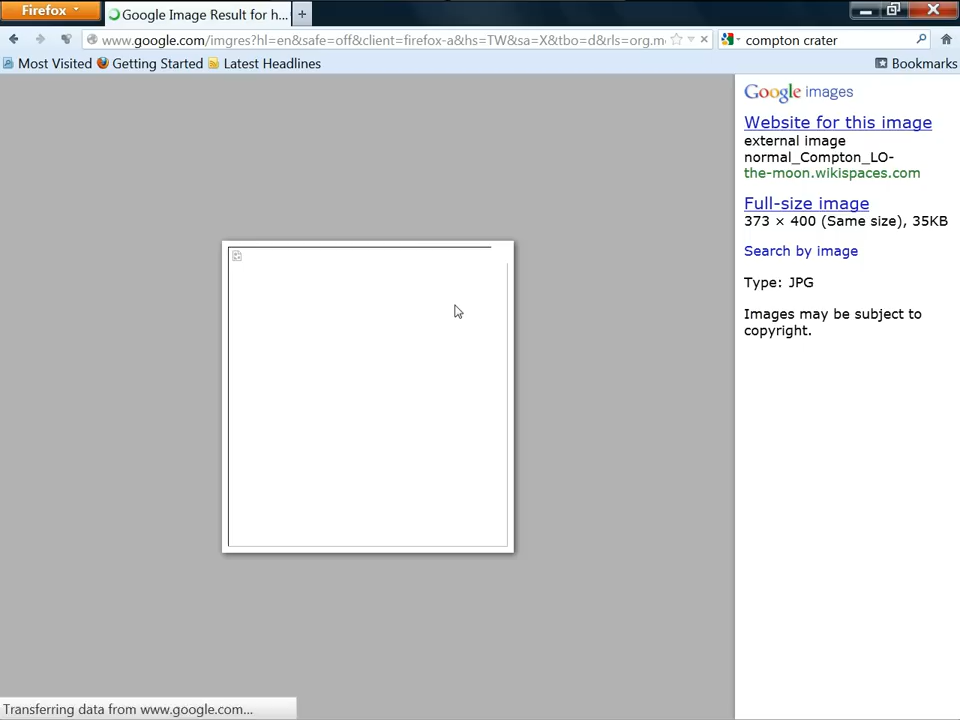 Firefox
Google Image Result for h...
www.google.com/imgres?hl=en&safe=off&client=firefox-a&hs=TW&sa=X&tbo=d&rls=org.m
compton crater
Most Visited
Getting Started
Latest Headlines
Bookmarks
Google images
Website for this image
external image
normal_Compton_LO-
the-moon.wikispaces.com
Full-size image
373 × 400 (Same size), 35KB
Search by image
Type: JPG
Images may be subject to
copyright.
Transferring data from www.google.com...